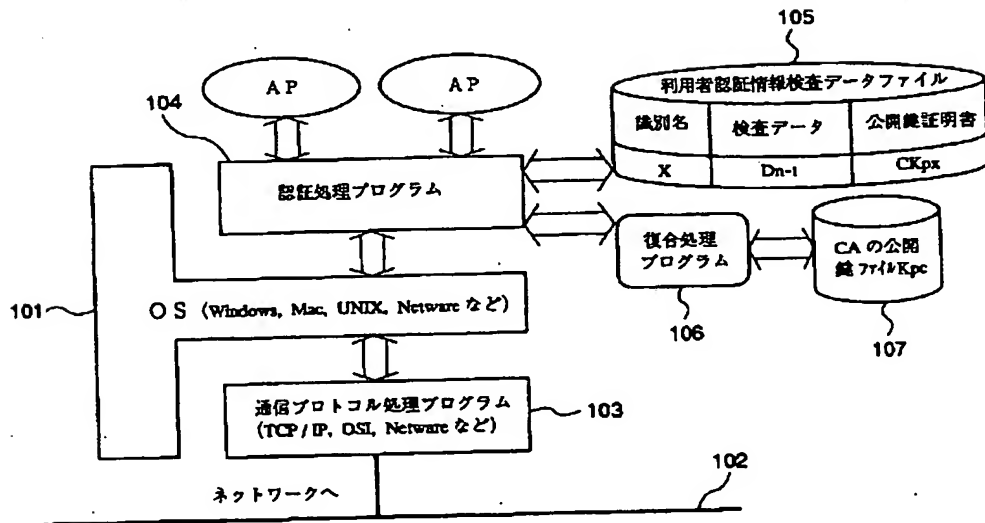 105
AP
AP
104
利用者認証情報検査データファイル
識別名
検査データ
公開鍵証明書
X
Dn-1
CKpx
認証処理プログラム
復合処理
プログラム
106
CAの公開
鍵ファイルKpc
107
101
OS (Windows, Mac, UNIX, Netware など)
通信プロトコル処理プログラム
(TCP / IP, OSI, Netware など)
103
ネットワークへ
102